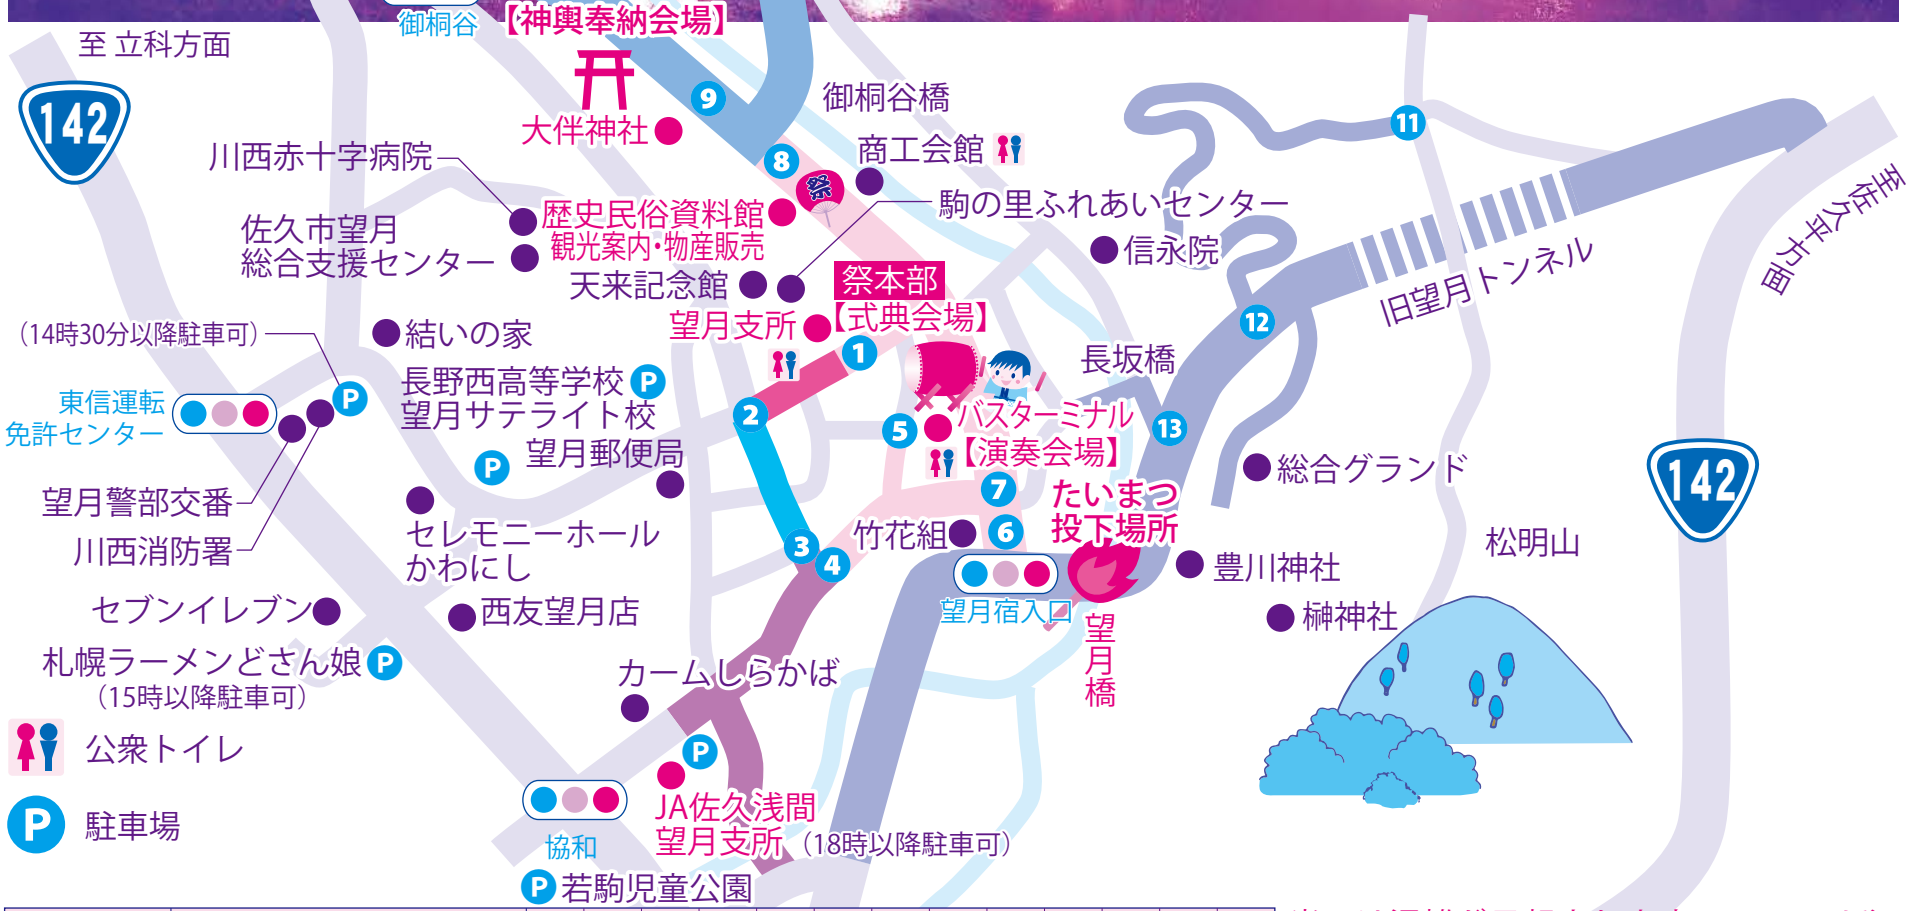 御桐谷
【神輿奉納会場】
至 立科方面
142
9
御桐谷橋
大伴神社
商工会館
11
川西赤十字病院
8
祭
駒の里ふれあいセンター
歴史民俗資料館
観光案内・物産販売
佐久市望月
総合支援センター
信永院
至佐久平方面
天来記念館
祭本部
【式典会場】
望月支所
旧望月トンネル
12
(14時30分以降駐車可)
結いの家
1
長坂橋
東信運転
免許センター
P
長野西高等学校 P
望月サテライト校
2
5
バスターミナル
【演奏会場】
13
P
望月郵便局
総合グランド
142
望月警部交番
7
たいまつ
投下場所
川西消防署
セレモニーホール
かわにし
3
4
竹花組
6
松明山
豊川神社
セブンイレブン
西友望月店
望月宿入口
望月橋
榊神社
札幌ラーメンどさん娘 P
(15時以降駐車可)
カームしらかば
公衆トイレ
P
JA佐久浅間
望月支所 (18時以降駐車可)
P 駐車場
協和
P 若駒児童公園